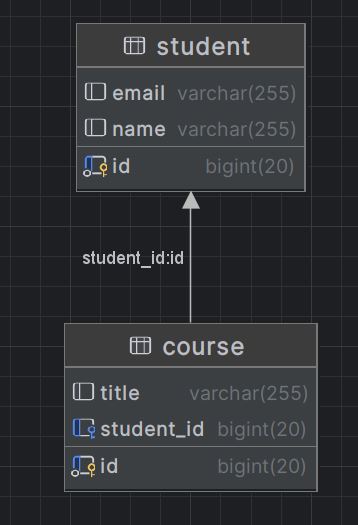 student
email varchar(255)
name varchar(255)
id bigint(20)
student_id:id
course
title varchar(255)
student_id bigint(20)
id bigint(20)